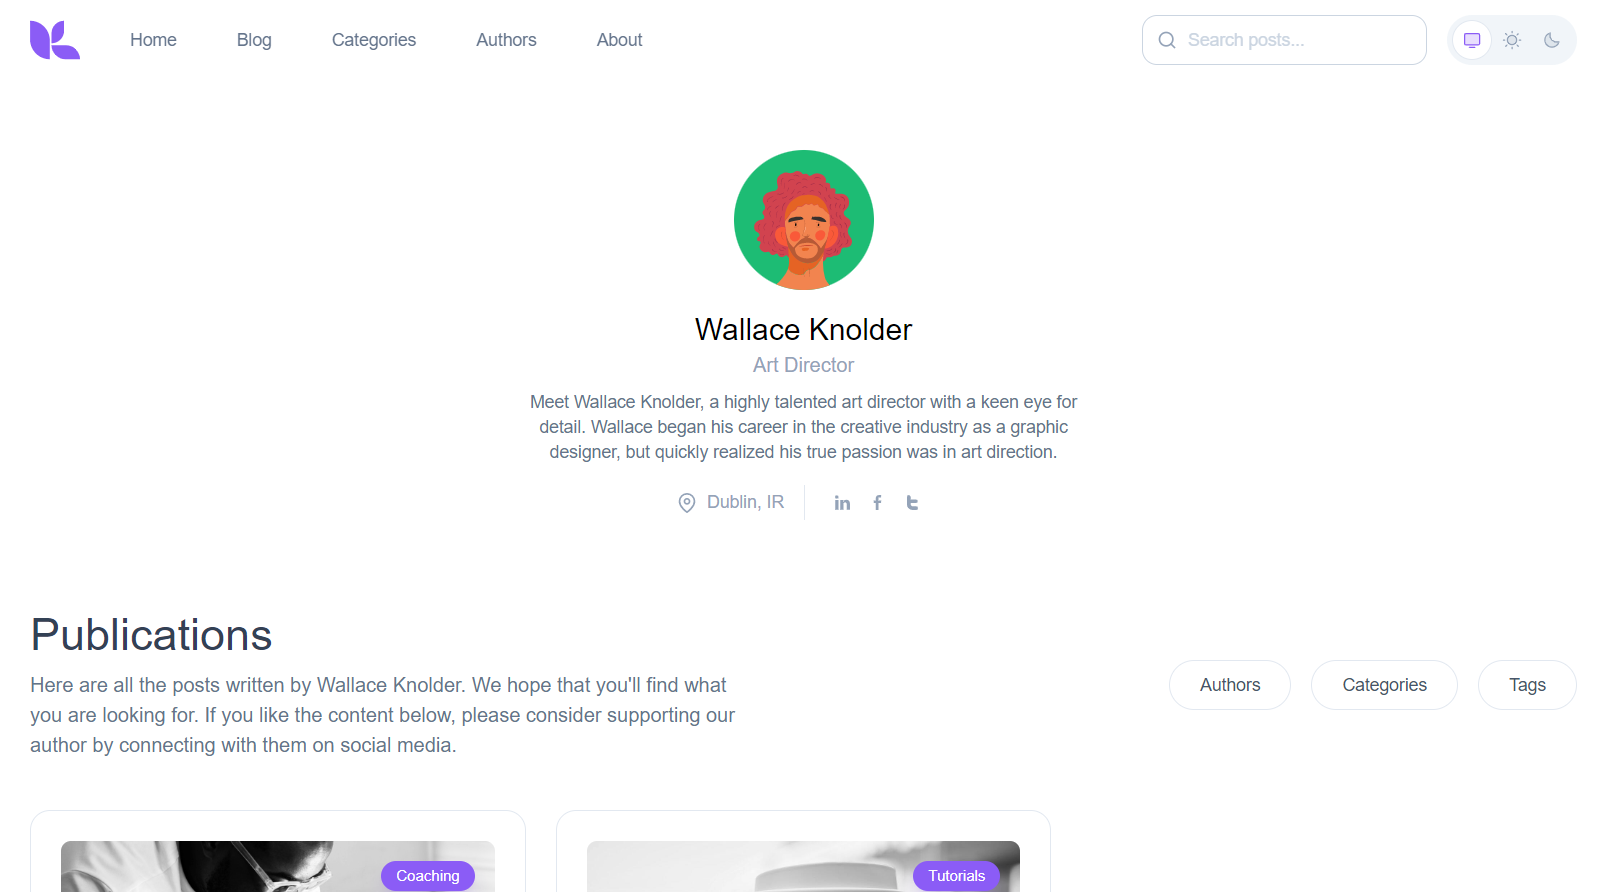 Home
Blog
Categories
Authors
About
Search posts...
Wallace Knolder
Art Director
Meet Wallace Knolder, a highly talented art director with a keen eye for
detail. Wallace began his career in the creative industry as a graphic
designer, but quickly realized his true passion was in art direction.
Dublin, IR
Publications
Here are all the posts written by Wallace Knolder. We hope that you'll find what
you are looking for. If you like the content below, please consider supporting our
author by connecting with them on social media.
Authors
Categories
Tags
Coaching
Tutorials